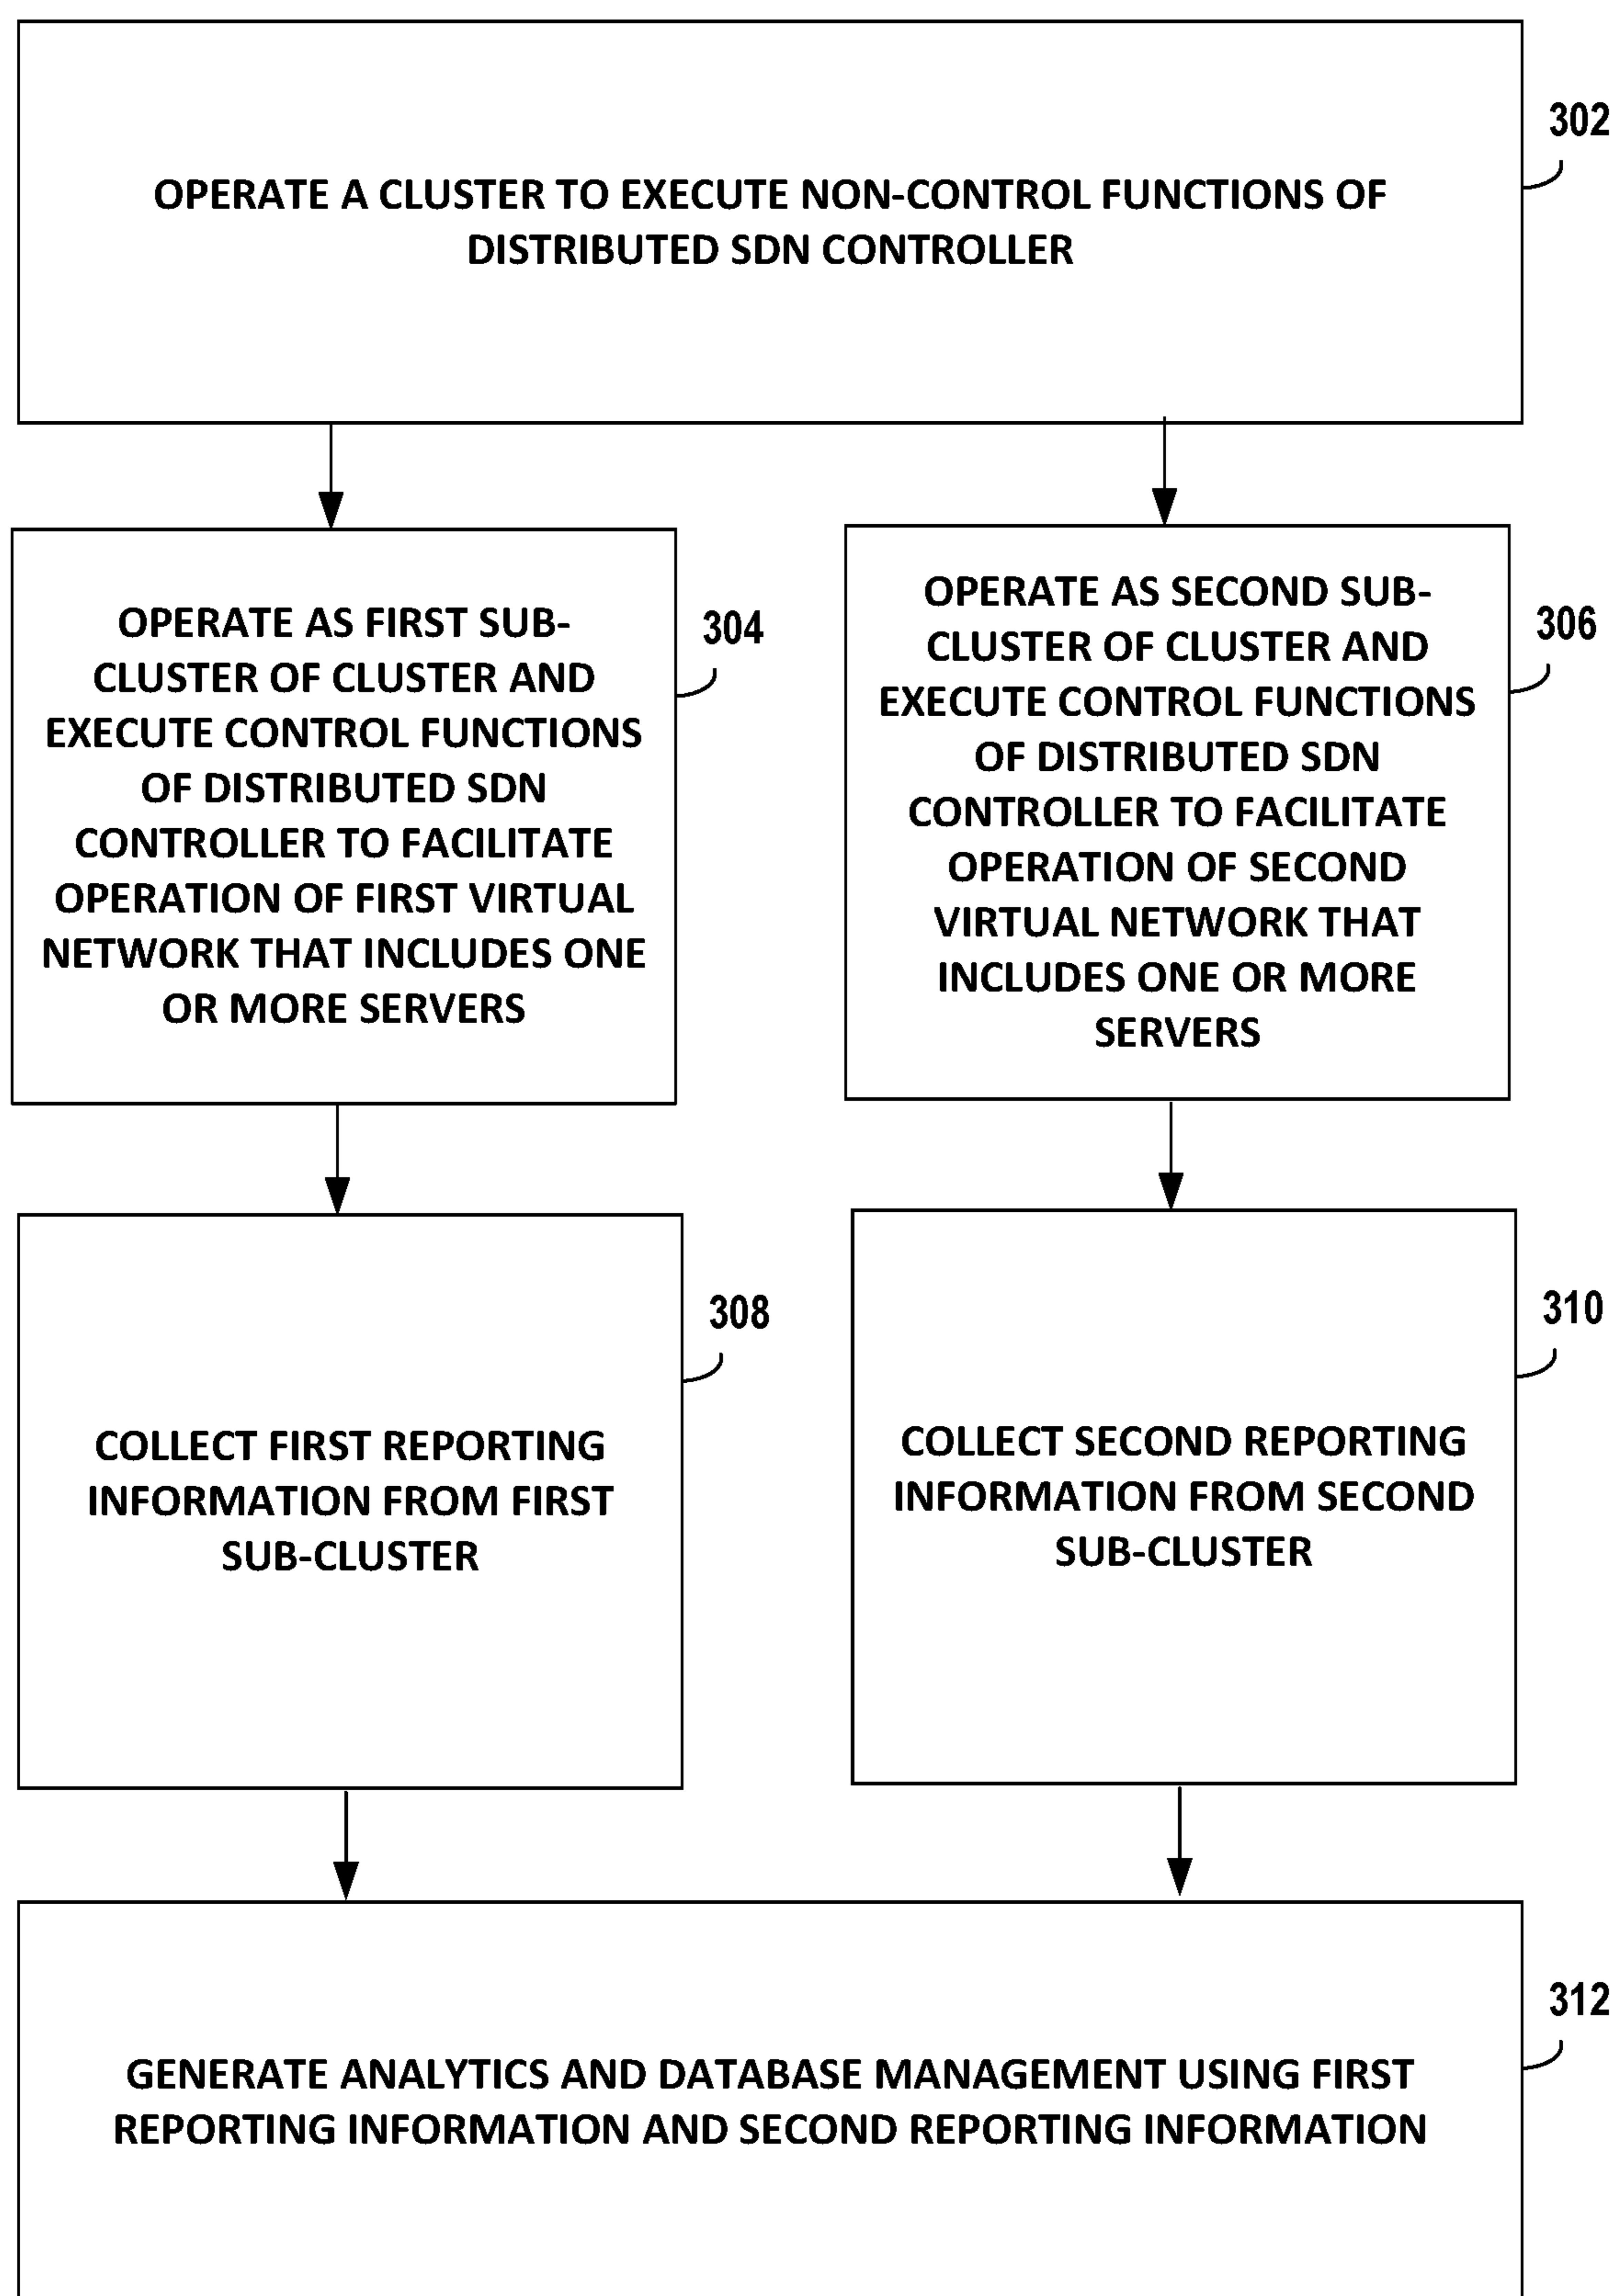 302
OPERATE A CLUSTER TO EXECUTE NON-CONTROL FUNCTIONS OF
DISTRIBUTED SDN CONTROLLER
304
OPERATE AS FIRST SUB-
CLUSTER OF CLUSTER AND
EXECUTE CONTROL FUNCTIONS
OF DISTRIBUTED SDN
CONTROLLER TO FACILITATE
OPERATION OF FIRST VIRTUAL
NETWORK THAT INCLUDES ONE
OR MORE SERVERS
306
OPERATE AS SECOND SUB-
CLUSTER OF CLUSTER AND
EXECUTE CONTROL FUNCTIONS
OF DISTRIBUTED SDN
CONTROLLER TO FACILITATE
OPERATION OF SECOND
VIRTUAL NETWORK THAT
INCLUDES ONE OR MORE
SERVERS
308
COLLECT FIRST REPORTING
INFORMATION FROM FIRST
SUB-CLUSTER
310
COLLECT SECOND REPORTING
INFORMATION FROM SECOND
SUB-CLUSTER
312
GENERATE ANALYTICS AND DATABASE MANAGEMENT USING FIRST
REPORTING INFORMATION AND SECOND REPORTING INFORMATION